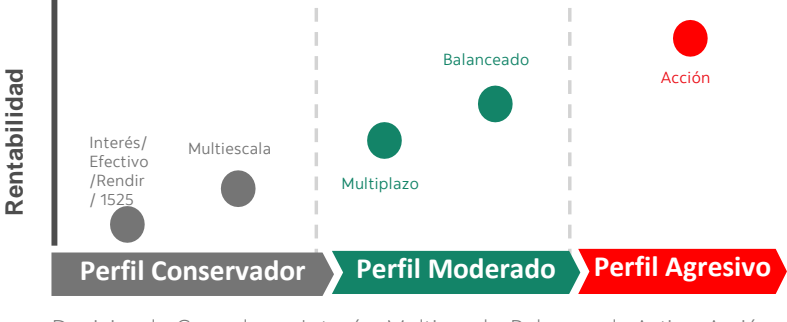 Rentabilidad
Interés/
Efectivo
/Rendir
/ 1525
Multiescala
Multiplazo
Balanceado
Acción
Perfil Conservador
Perfil Moderado
Perfil Agresivo